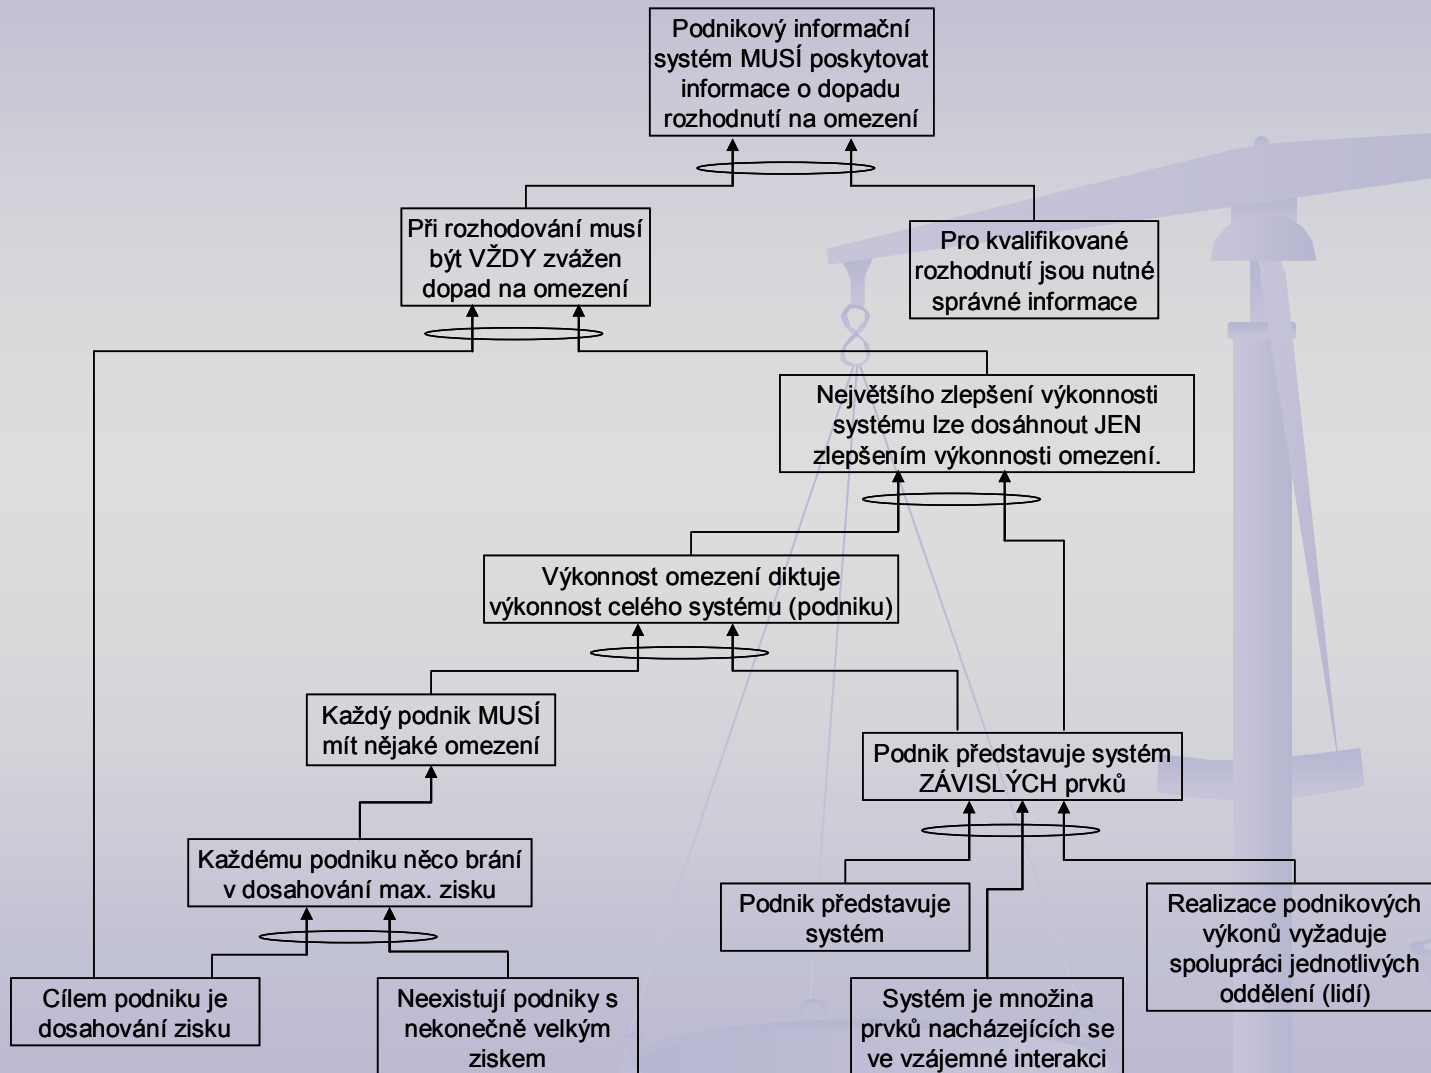 Podnikový informační
systém MUSÍ poskytovat
informace o dopadu
rozhodnutí na omezení
Při rozhodování musí
být VŽDY zvážen
dopad na omezení
Pro kvalifikované
rozhodnutí jsou nutné
správné informace
Největšího zlepšení výkonnosti
systému lze dosáhnout JEN
zlepšením výkonnosti omezení.
Výkonnost omezení diktuje
výkonnost celého systému (podniku)
Každý podnik MUSÍ
mít nějaké omezení
Podnik představuje systém
ZÁVISLÝCH prvků
Každému podniku něco brání
v dosahování max. zisku
Podnik představuje
systém
Realizace podnikových
výkonů vyžaduje
spolupráci jednotlivých
oddělení (lidí)
Cílem podniku je
dosahování zisku
Neexistují podniky s
nekonečně velkým
ziskem
Systém je množina
prvků nacházejících se
ve vzájemné interakci